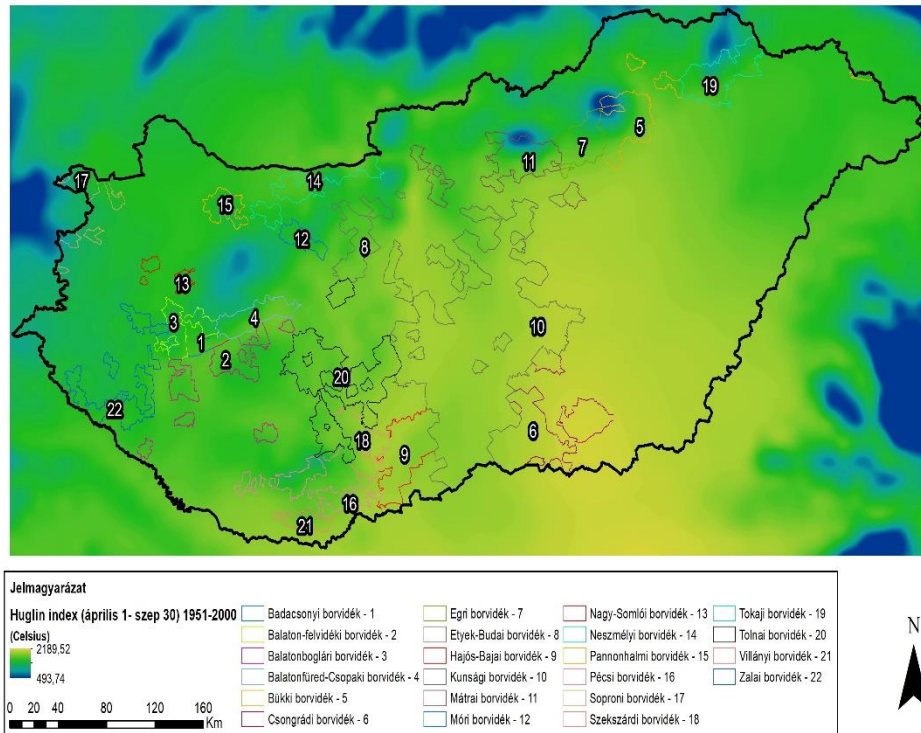 19
5
7
11
17
14
15
12
8
13
3
4
1
2
10
20
22
18
6
9
16
21
Jelmagyarázat
Huglin index (április 1- szep 30) 1951-2000
(Celsius)
2189,52
493,74
0 20 40 80 120 160
Km
Badacsonyi borvidék - 1
Balaton-felvidéki borvidék - 2
Balatonboglári borvidék - 3
Balatonfüred-Csopaki borvidék - 4
Bükki borvidék - 5
Csongrádi borvidék - 6
Egri borvidék - 7
Etyek-Budai borvidék - 8
Hajós-Bajai borvidék - 9
Kunsági borvidék - 10
Mátrai borvidék - 11
Móri borvidék - 12
Nagy-Somlói borvidék - 13
Neszmélyi borvidék - 14
Pannonhalmi borvidék - 15
Pécsi borvidék - 16
Soproni borvidék - 17
Szekszárdi borvidék - 18
Tokaji borvidék - 19
Tolnai borvidék - 20
Villányi borvidék - 21
Zalai borvidék - 22
N